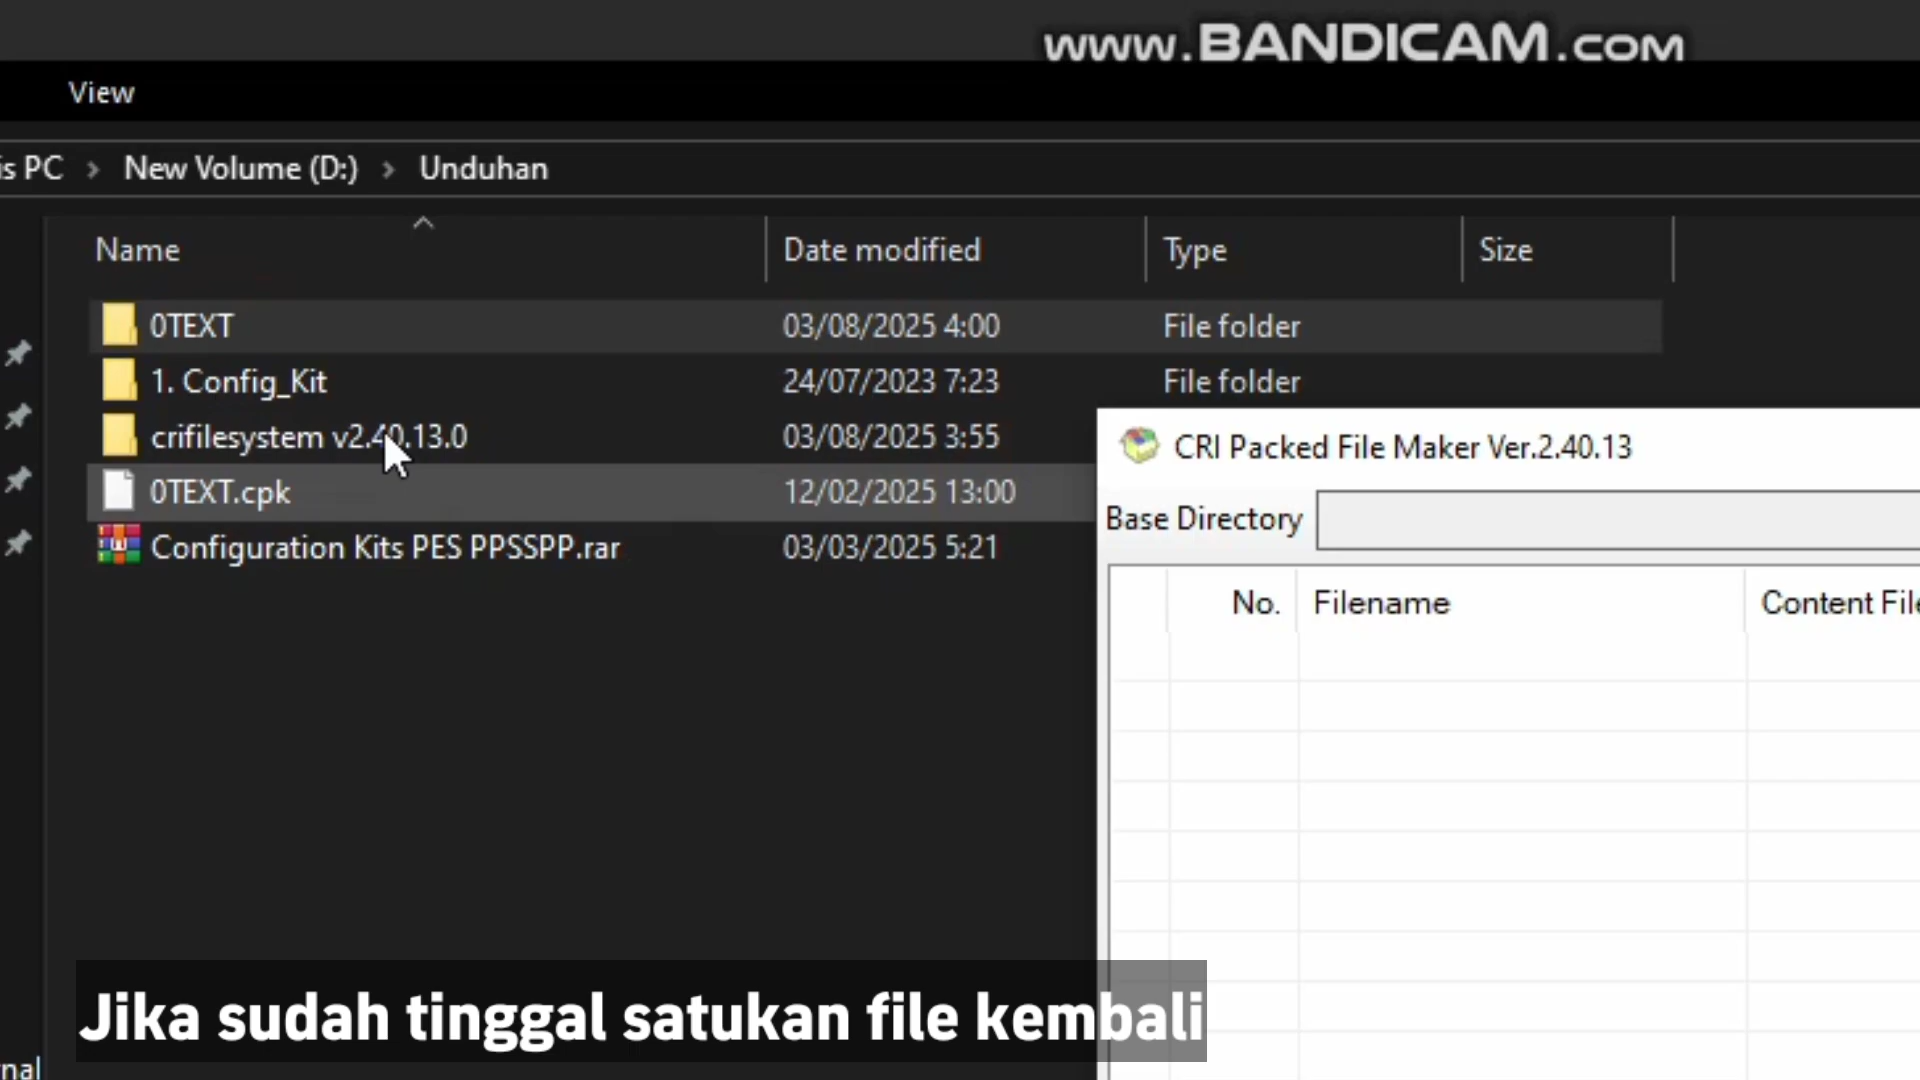 www.BANDICAM.com
View
is PC > New Volume (D:) > Unduhan
Name Date modified Type Size
0TEXT 03/08/2025 4:00 File folder
1. Config_Kit 24/07/2023 7:23 File folder
crifilesystem v2.40.13.0 03/08/2025 3:55
0TEXT.cpk 12/02/2025 13:00
Configuration Kits PES PPSSPP.rar 03/03/2025 5:21
CRI Packed File Maker Ver.2.40.13
Base Directory
No. Filename Content File
Jika sudah tinggal satukan file kembali
nal